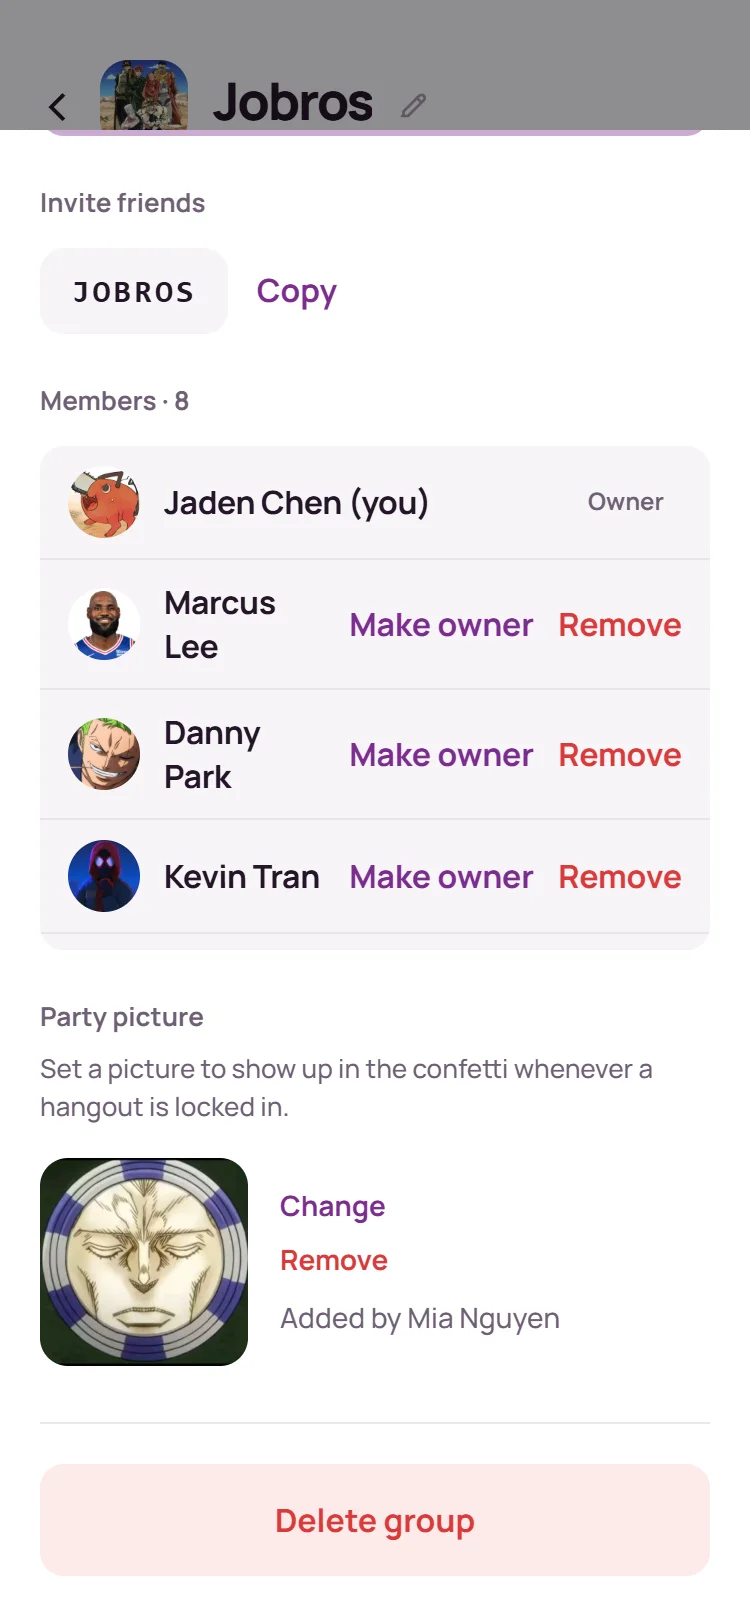 Jobros
Invite friends
JOBROS
Copy
Members · 8
Jaden Chen (you)
Owner
Marcus
Lee
Make owner
Remove
Danny
Park
Make owner
Remove
Kevin Tran
Make owner
Remove
Party picture
Set a picture to show up in the confetti whenever a
hangout is locked in.
Change
Remove
Added by Mia Nguyen
Delete group